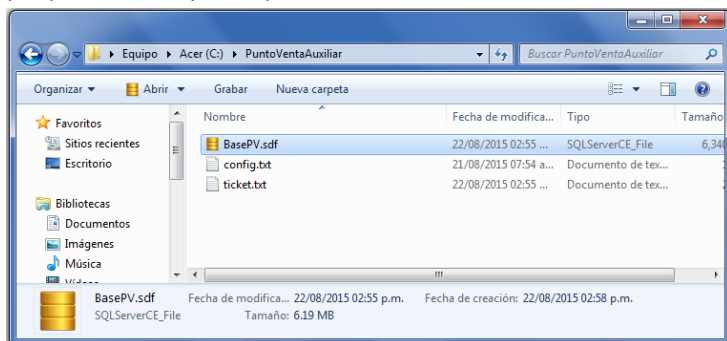 Equipo ▸ Acer (C:) ▸ PuntoVentaAuxiliar
Buscar PuntoVentaAuxiliar
Organizar Abrir Grabar Nueva carpeta
Favoritos
Sitios recientes
Escritorio
Bibliotecas
Documentos
Imágenes
Música
Nombre Fecha de modifica... Tipo Tamaño
BasePV.sdf 22/08/2015 02:55 ... SQLServerCE_File 6,340
config.txt 21/08/2015 07:54 a... Documento de tex...
ticket.txt 22/08/2015 02:55 ... Documento de tex...
BasePV.sdf Fecha de modifica... 22/08/2015 02:55 p.m. Fecha de creación: 22/08/2015 02:58 p.m.
SQLServerCE_File Tamaño: 6.19 MB